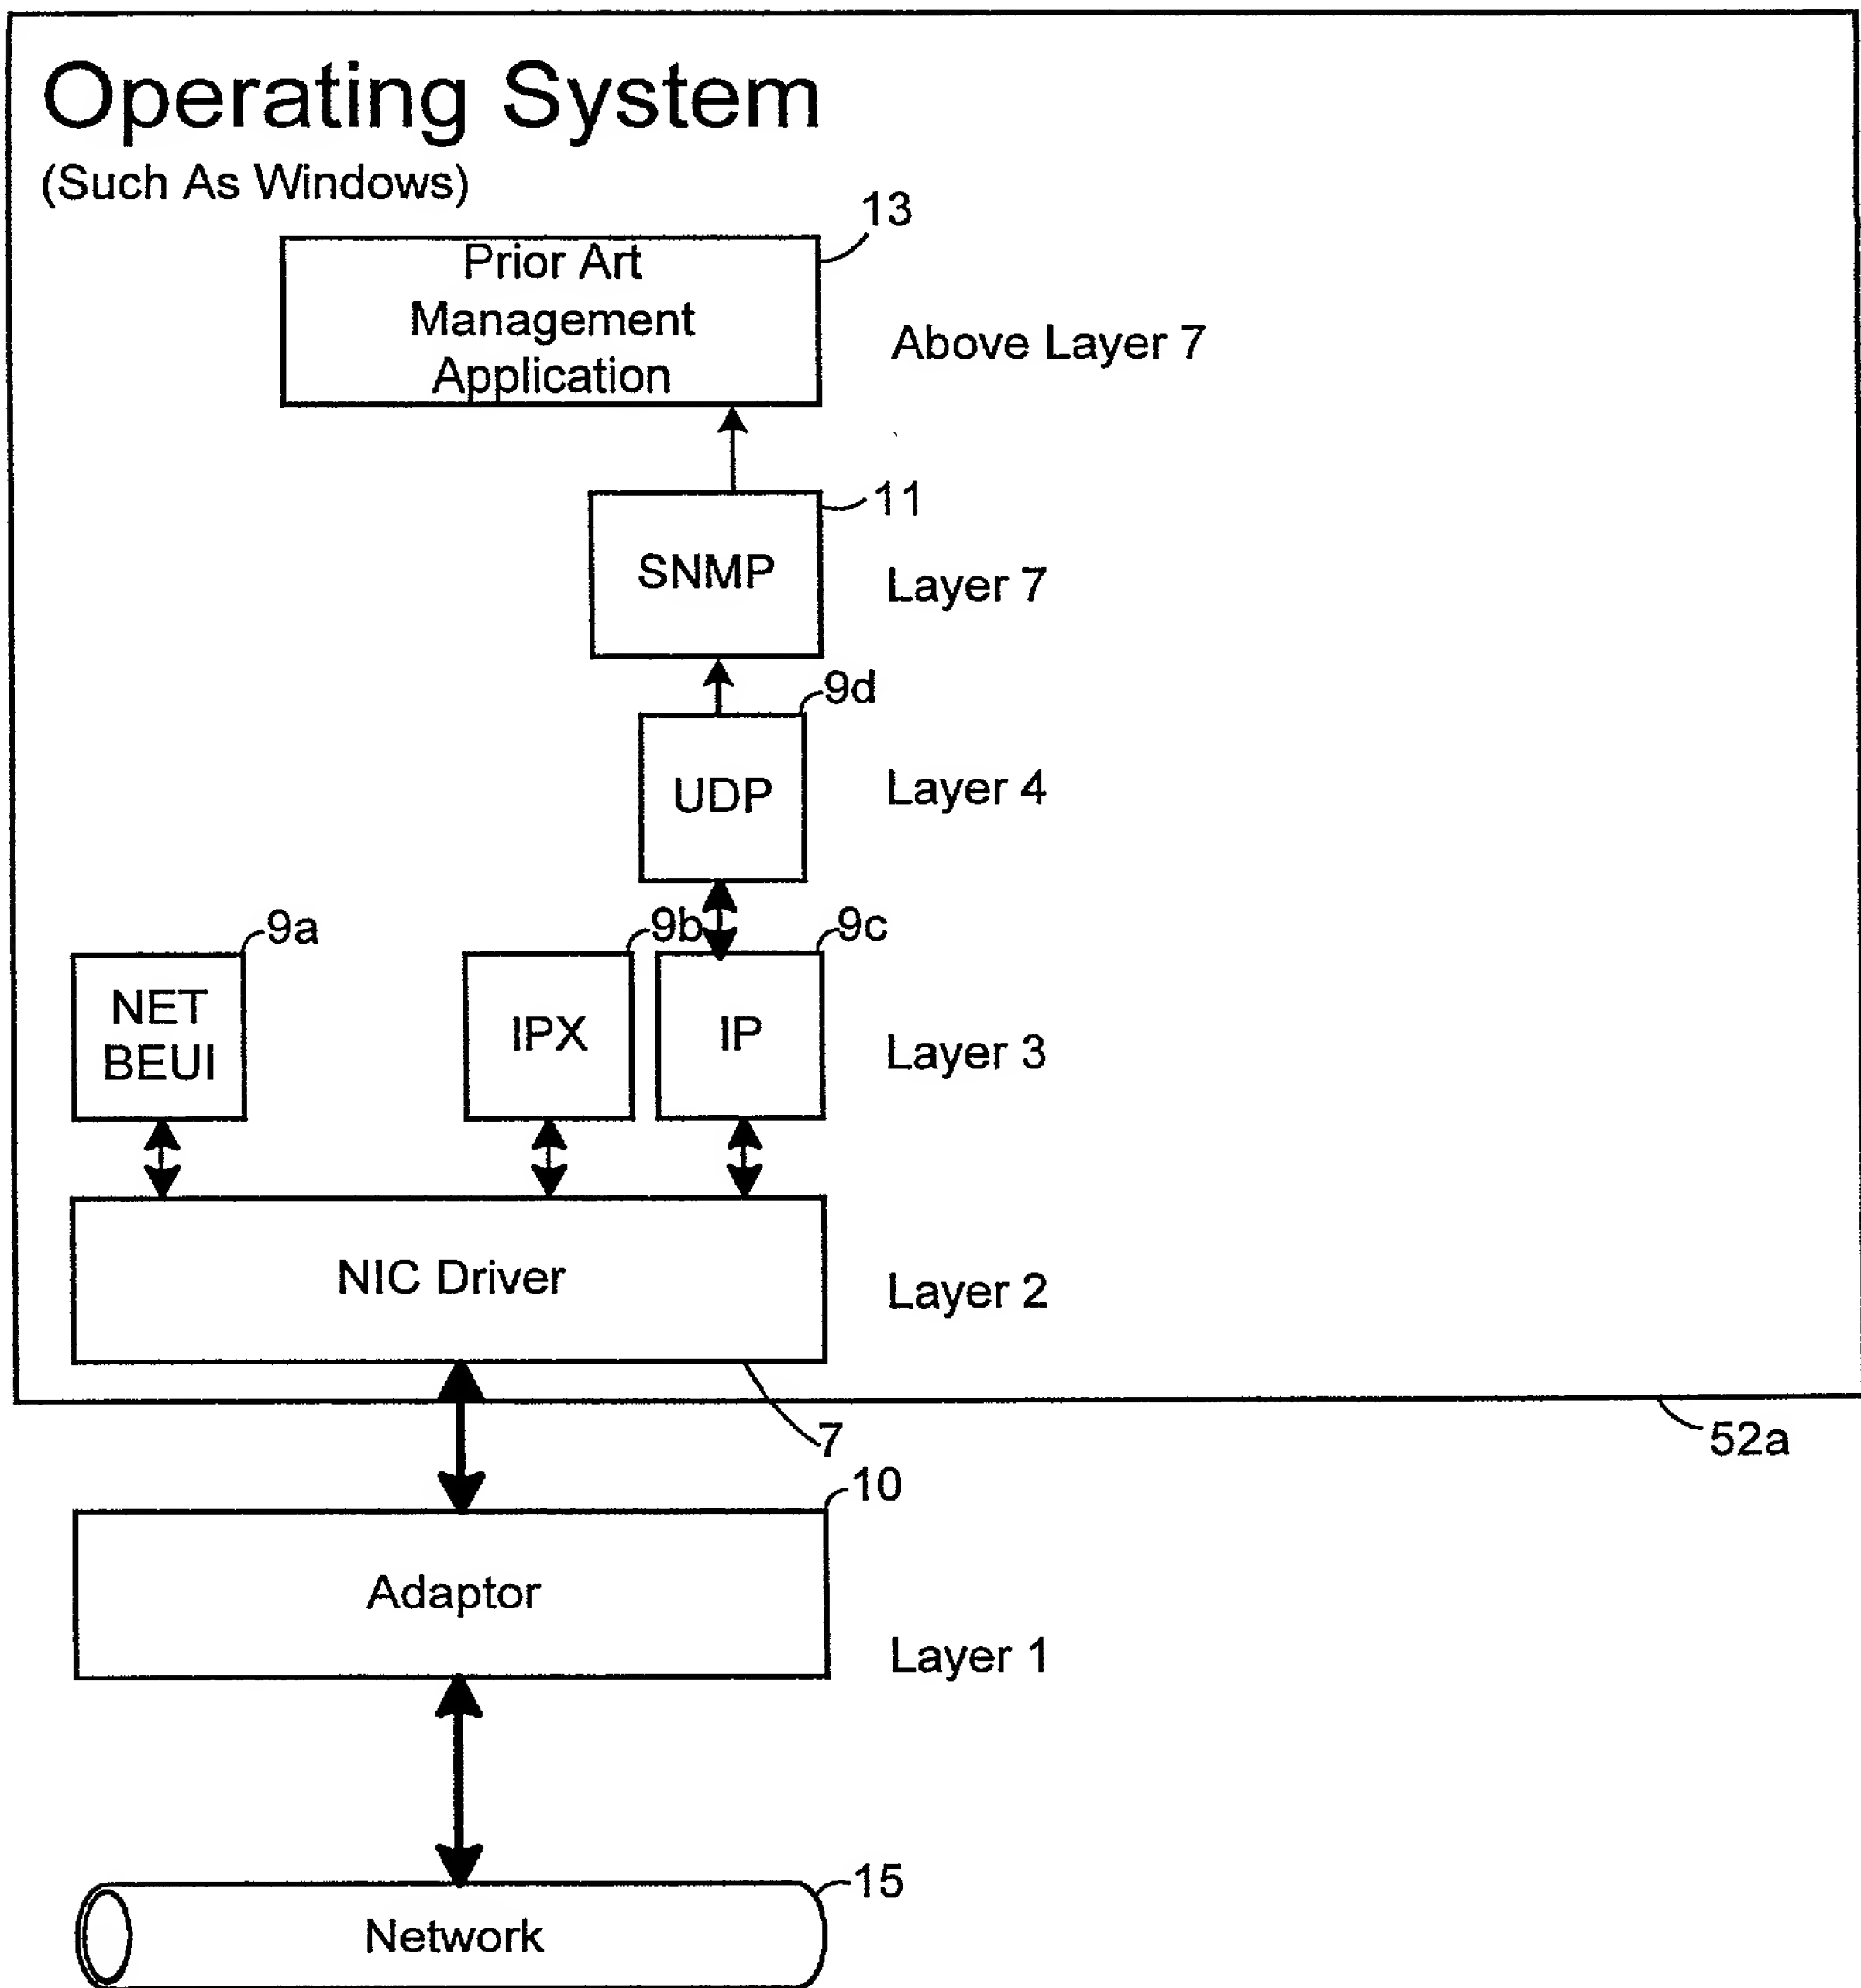 Operating System
(Such As Windows)
13
Prior Art
Management
Application
Above Layer 7
11
SNMP
Layer 7
9d
UDP
Layer 4
9a
9b
9c
NET
BEUI
IPX
IP
Layer 3
NIC Driver
Layer 2
7
52a
10
Adaptor
Layer 1
15
Network